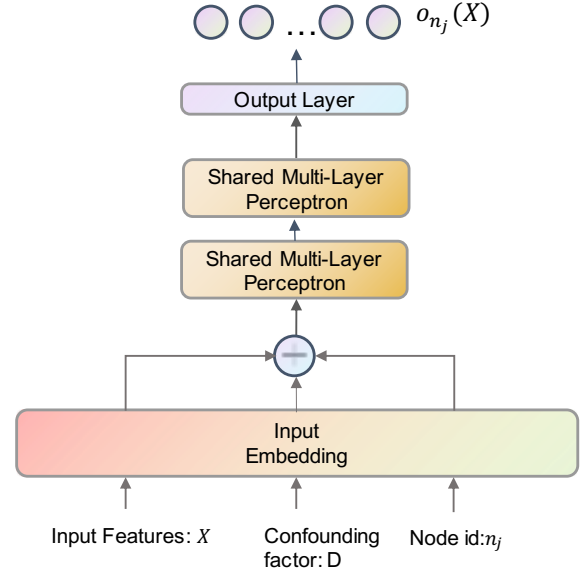 ... o_{n_j}(X)
Output Layer
Shared Multi-Layer
Perceptron
Shared Multi-Layer
Perceptron
+
Input
Embedding
Input Features: X
Confounding
factor: D
Node id:n_j